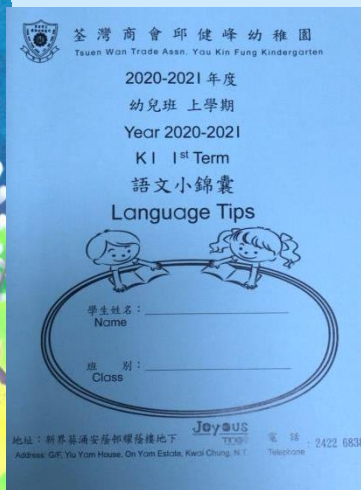 荃灣商會邱健峰幼稚園
Tsuen Wan Trade Assn. You Kin Fung Kindergarten
2020-2021 年度
幼兒班 上學期
Year 2020-2021
K1 1st Term
語文小錦囊
Language Tips
學生姓名：
Name
班 別：
Class
Joyous
地址：新界葵涌安蔭邨耀蔭樓地下 電 話：2422 6838
Address: G/F, Yiu Yam House, On Yam Estate, Kwai Chung, N.T. Telephone